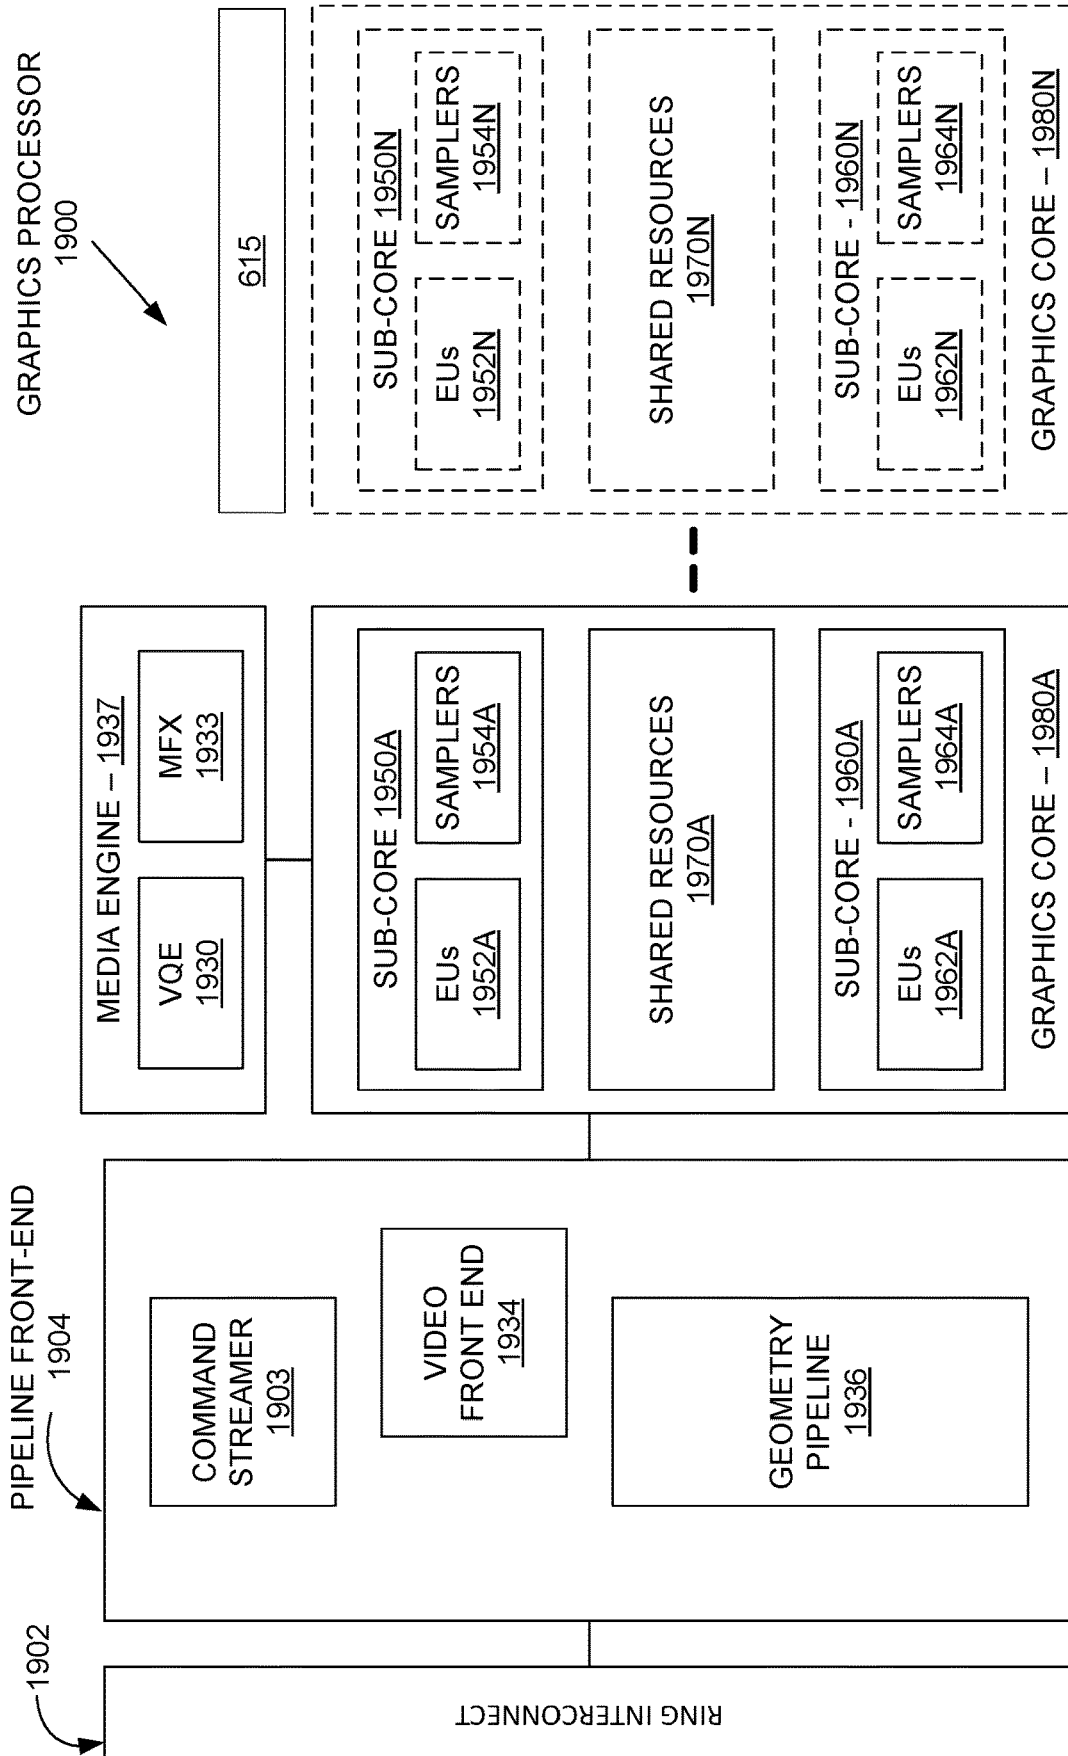 GRAPHICS PROCESSOR
1900
1902
PIPELINE FRONT-END
1904
RING INTERCONNECT
COMMAND
STREAMER
1903
VIDEO
FRONT END
1934
GEOMETRY
PIPELINE
1936
MEDIA ENGINE – 1937
VQE
1930
MFX
1933
SUB-CORE 1950A
EUs
1952A
SAMPLERS
1954A
SHARED RESOURCES
1970A
SUB-CORE - 1960A
EUs
1962A
SAMPLERS
1964A
GRAPHICS CORE – 1980A
615
SUB-CORE 1950N
EUs
1952N
SAMPLERS
1954N
SHARED RESOURCES
1970N
SUB-CORE - 1960N
EUs
1962N
SAMPLERS
1964N
GRAPHICS CORE – 1980N